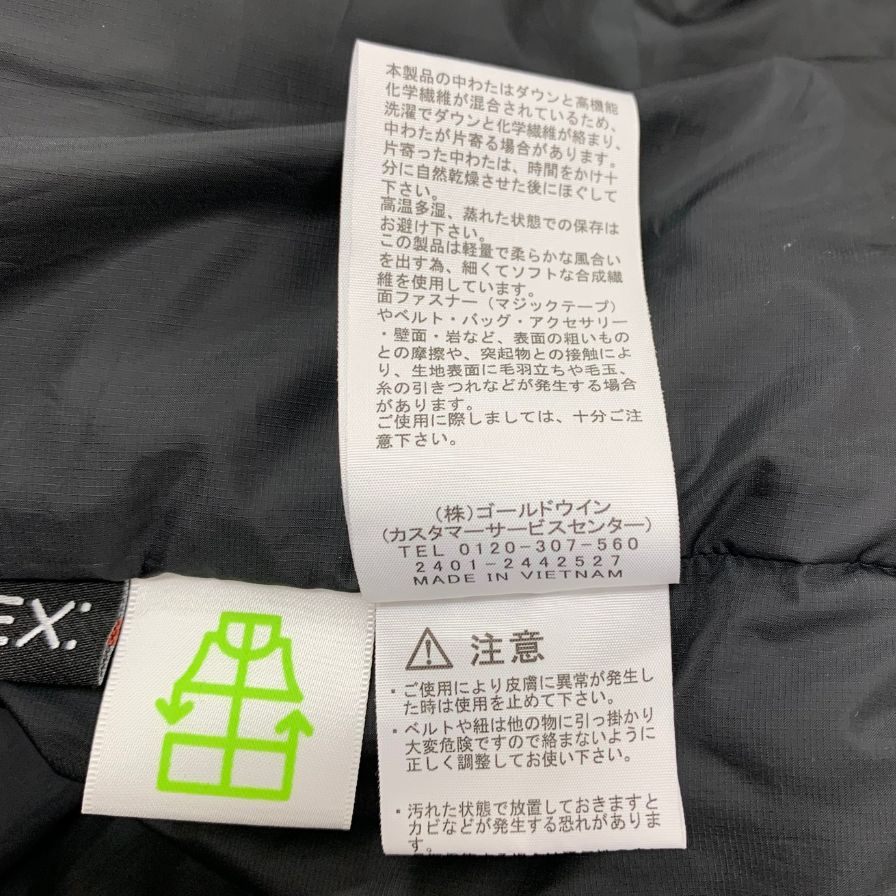 本製品の中わたはダウンと高機能
化学繊維が混合されているため、
洗濯でダウンと化学繊維が絡まり、
中わたが片寄る場合があります。
片寄った中わたは、時間をかけ十
分に自然乾燥させた後にほぐして
下さい。
高温多湿、蒸れた状態での保存は
お避け下さい。
この製品は軽量で柔らかな風合い
を出す為、細くてソフトな合成繊
維を使用しています。
面ファスナー（マジックテープ）
やベルト・バッグ・アクセサリー
・壁面・岩など、表面の粗いもの
との摩擦や、突起物との接触によ
り、生地表面に毛羽立ちや毛玉、
糸の引きつれなどが発生する場合
があります。
ご使用に際しましては、十分ご注
意下さい。
（株）ゴールドウイン
（カスタマーサービスセンター）
TEL 0120-307-560
2401-2442527
MADE IN VIETNAM
EX:
注意
・ご使用により皮膚に異常が発生し
た時は使用を止めて下さい。
・ベルトや紐は他の物に引っ掛かり
大変危険ですので絡まないように
正しく調整してお使い下さい。
・汚れた状態で放置しておきますと
カビなどが発生する恐れがありま
す。